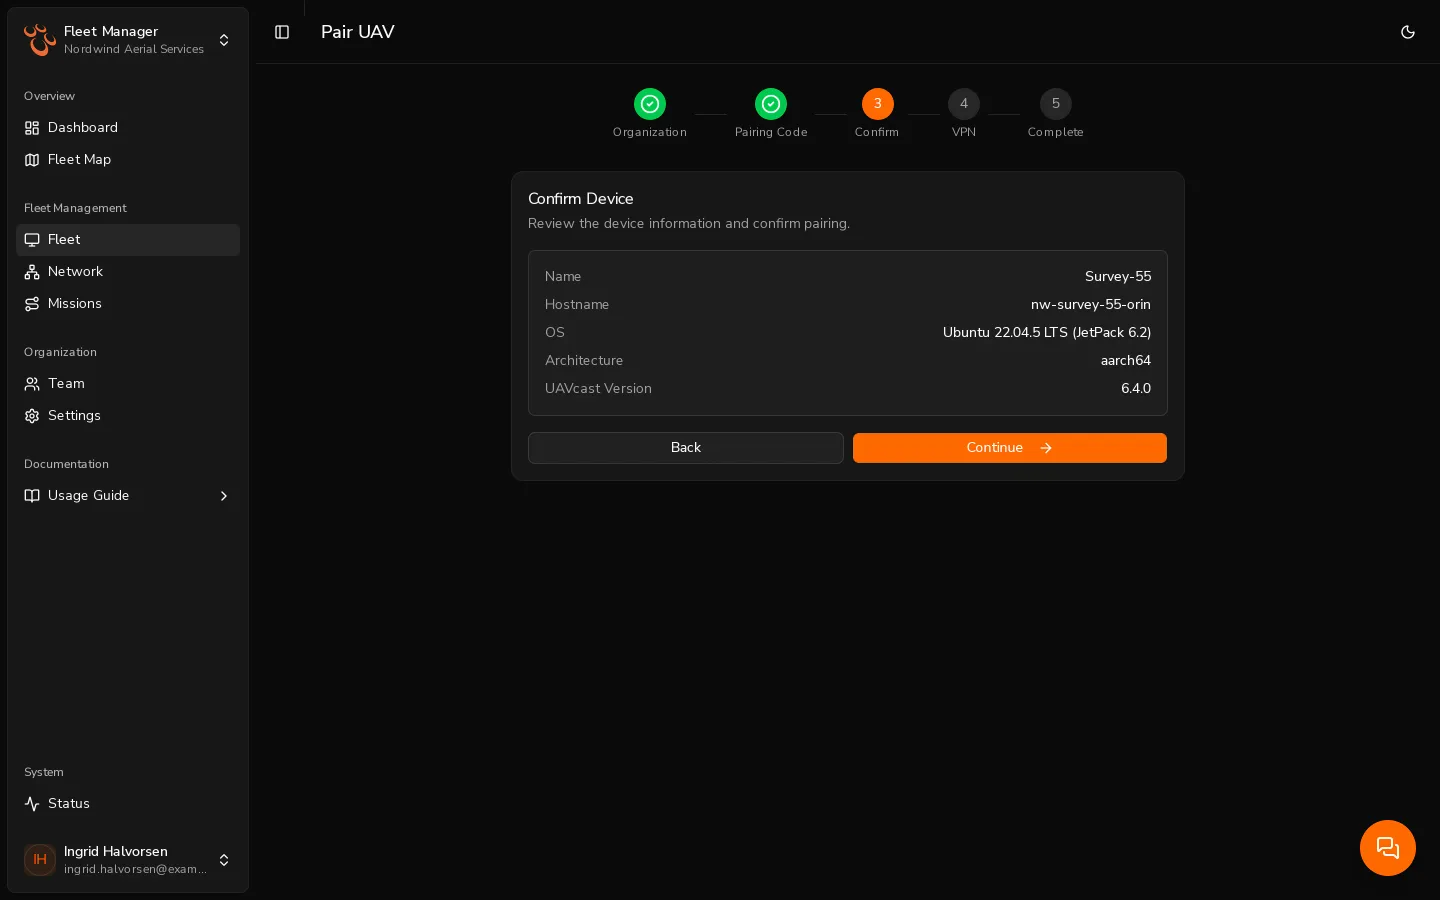 Fleet Manager
Nordwind Aerial Services
Overview
Dashboard
Fleet Map
Fleet Management
Fleet
Network
Missions
Organization
Team
Settings
Documentation
Usage Guide
System
Status
IH
Ingrid Halvorsen
ingrid.halvorsen@exam...
Pair UAV
3
4
5
Organization
Pairing Code
Confirm
VPN
Complete
Confirm Device
Review the device information and confirm pairing.
Name Survey-55
Hostname nw-survey-55-orin
OS Ubuntu 22.04.5 LTS (JetPack 6.2)
Architecture aarch64
UAVcast Version 6.4.0
Back
Continue